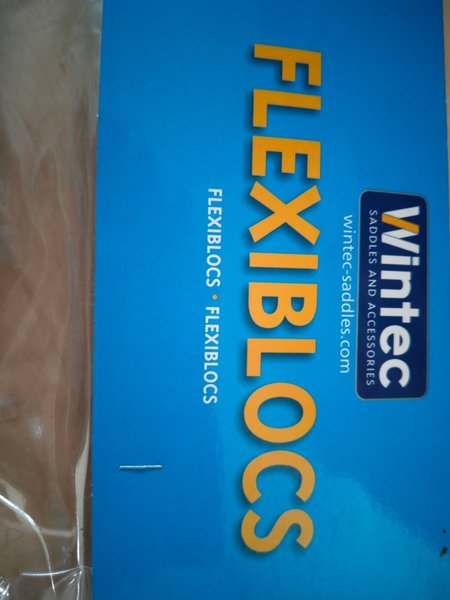 Wintec
SADDLES AND ACCESSORIES
wintec-saddles.com
FLEXIBLOCS
FLEXIBLOCS • FLEXIBLOCS